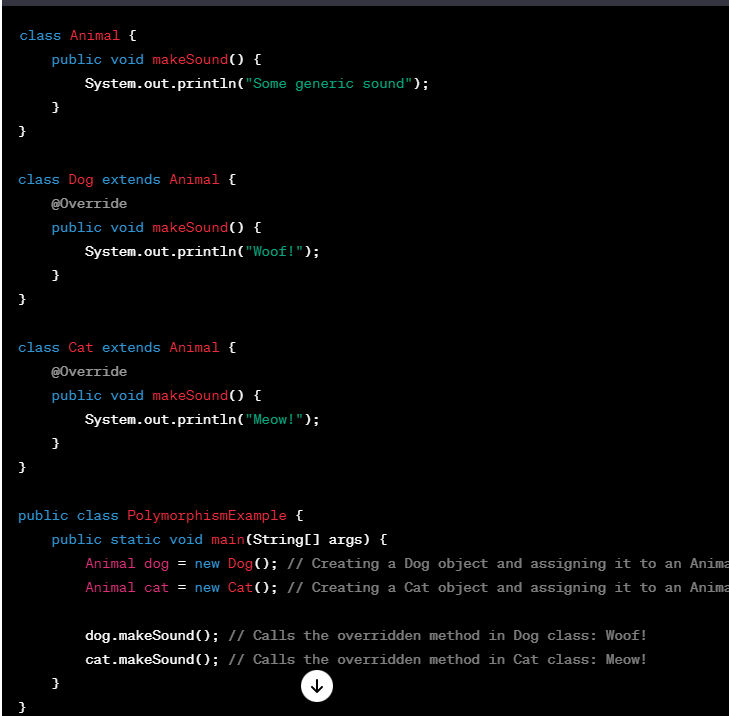 class Animal {
    public void makeSound() {
        System.out.println("Some generic sound");
    }
}

class Dog extends Animal {
    @Override
    public void makeSound() {
        System.out.println("Woof!");
    }
}

class Cat extends Animal {
    @Override
    public void makeSound() {
        System.out.println("Meow!");
    }
}

public class PolymorphismExample {
    public static void main(String[] args) {
        Animal dog = new Dog(); // Creating a Dog object and assigning it to an
        Animal cat = new Cat(); // Creating a Cat object and assigning it to an

        dog.makeSound(); // Calls the overridden method in Dog class: Woof!
        cat.makeSound(); // Calls the overridden method in Cat class: Meow!
    }
}